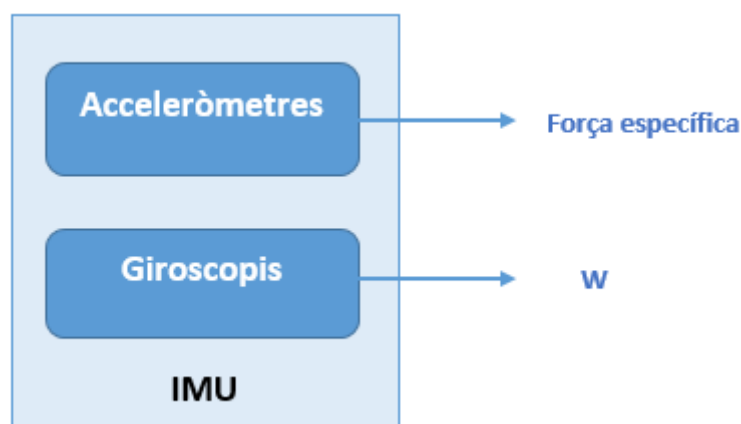 Acceleròmetres
Força específica
Giroscopis
W
IMU